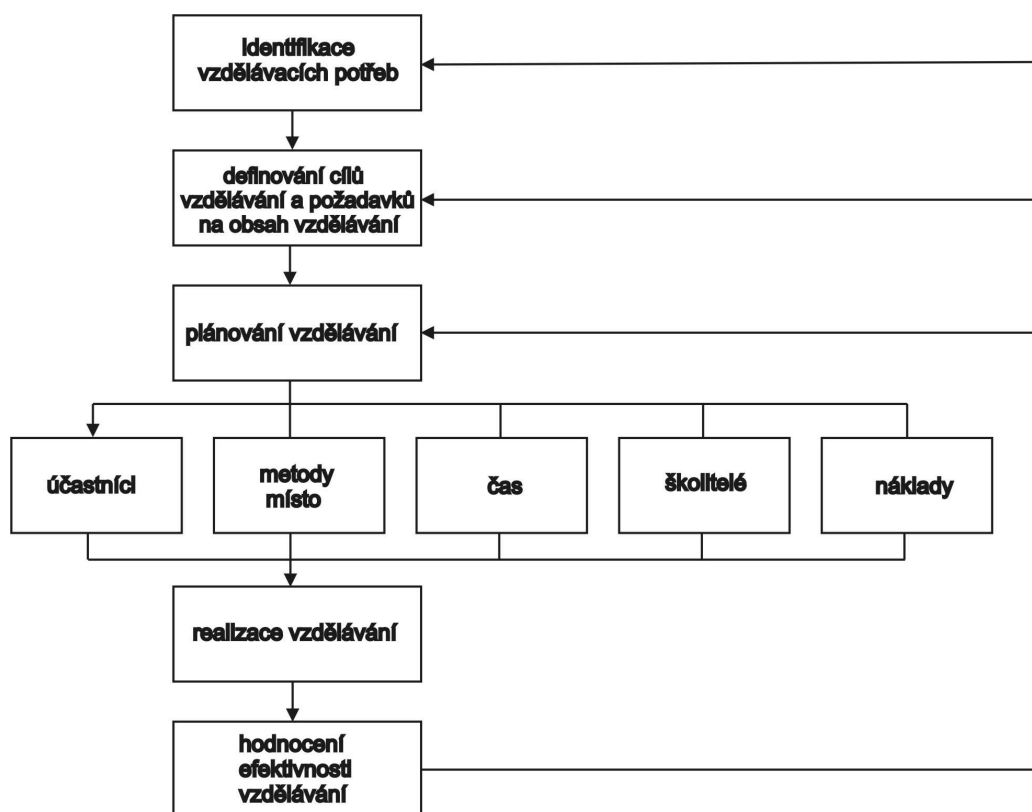 identifikace
vzdělávacích potřeb
definování cílů
vzdělávání a požadavků
na obsah vzdělávání
plánování vzdělávání
účastníci
metody
místo
čas
školitelé
náklady
realizace vzdělávání
hodnocení
efektivnosti
vzdělávání